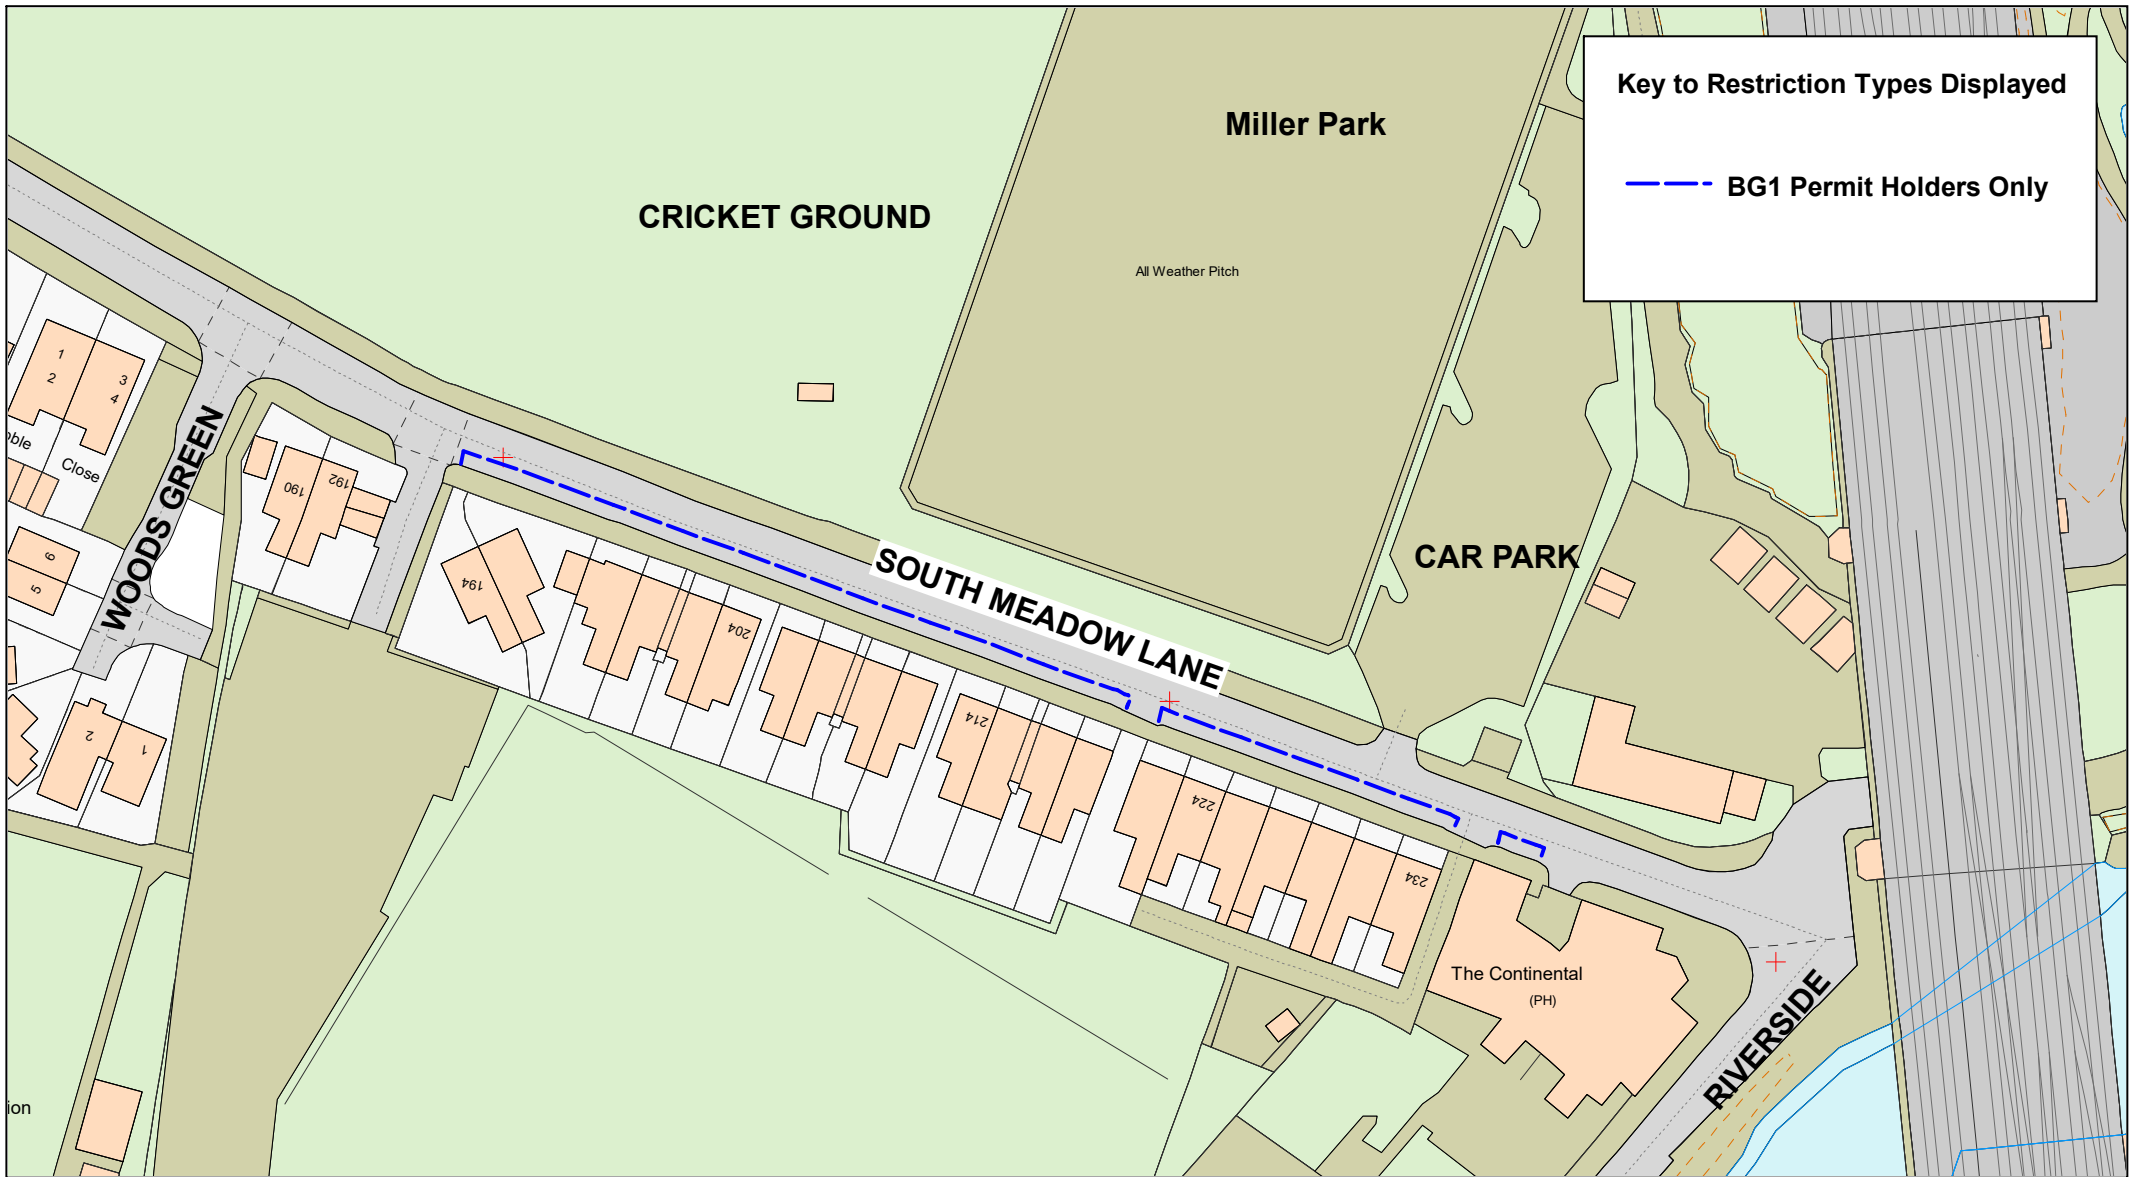 Key to Restriction Types Displayed
BG1 Permit Holders Only
Miller Park
CRICKET GROUND
All Weather Pitch
1
2
3
4
Close
WOODS GREEN
190
192
6
5
194
204
SOUTH MEADOW LANE
CAR PARK
214
2
1
224
234
The Continental
(PH)
RIVERSIDE
ion